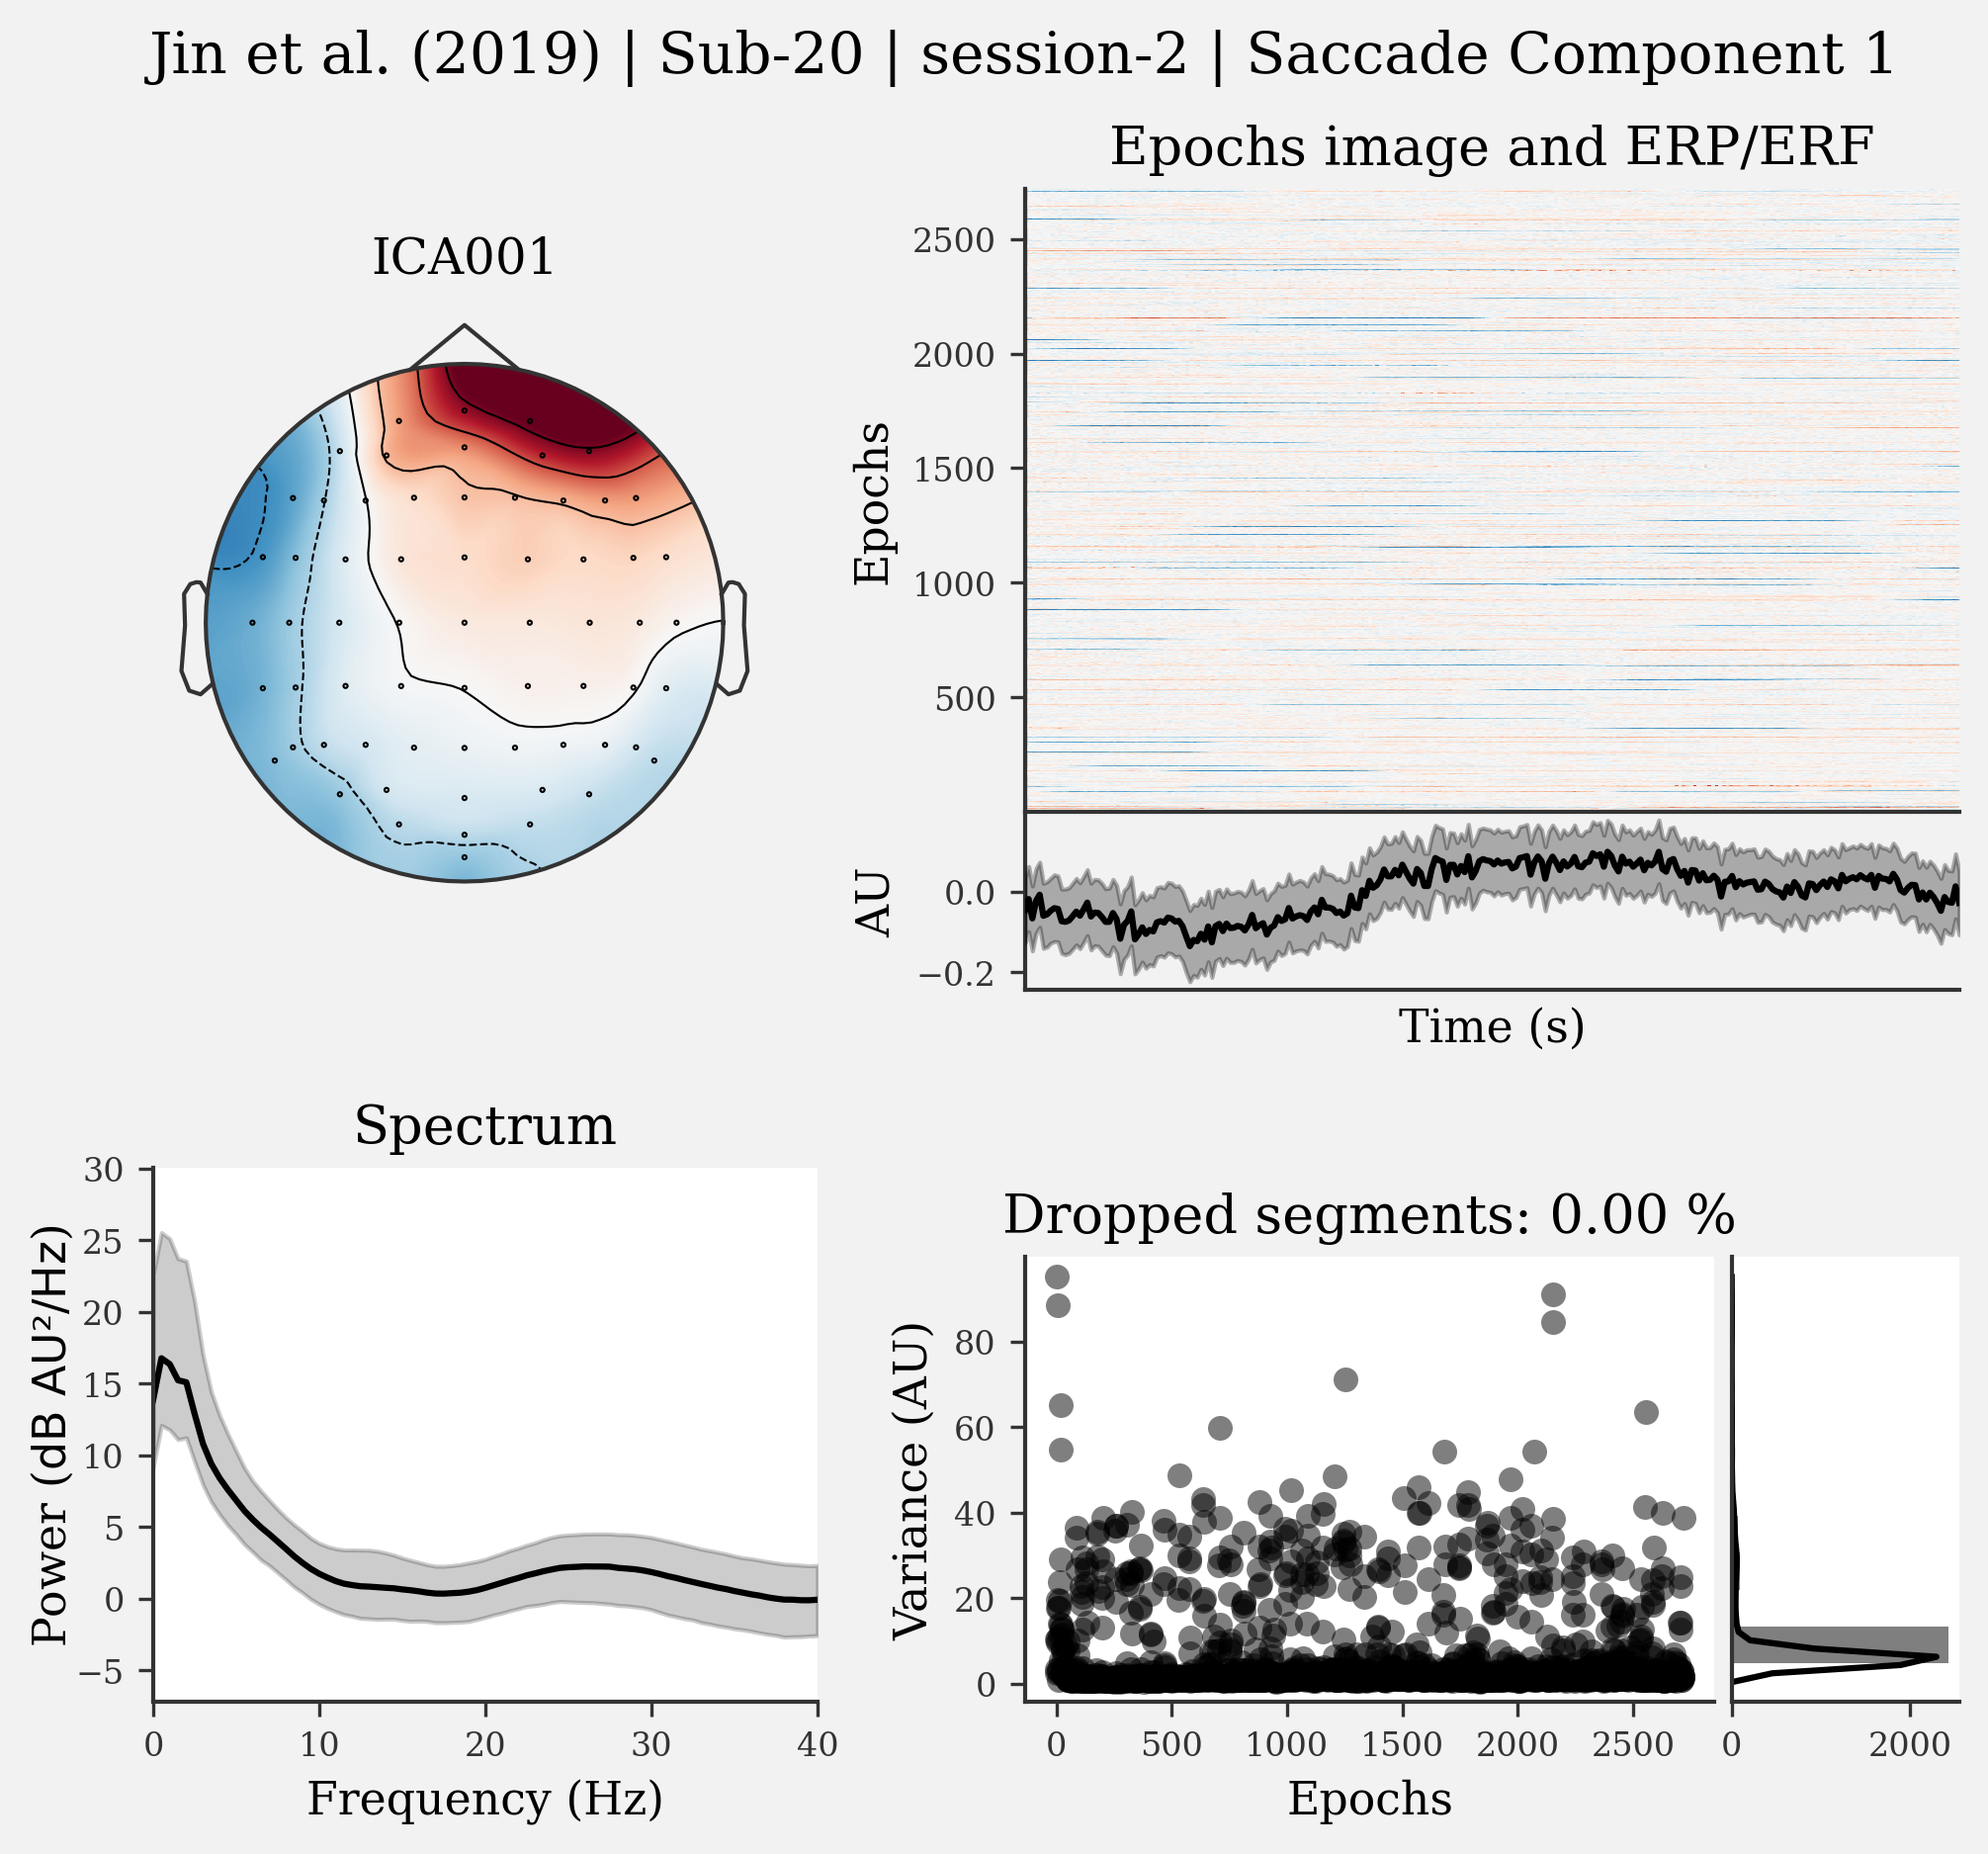 Jin et al. (2019) | Sub-20 | session-2 | Saccade Component 1
ICA001
Epochs image and ERP/ERF
Epochs
2500
2000
1500
1000
500
AU
0.0
−0.2
Time (s)
Spectrum
Power (dB AU²/Hz)
30
25
20
15
10
5
0
−5
0 10 20 30 40
Frequency (Hz)
Dropped segments: 0.00 %
Variance (AU)
80
60
40
20
0
0 500 1000 1500 2000 2500
Epochs
0 2000